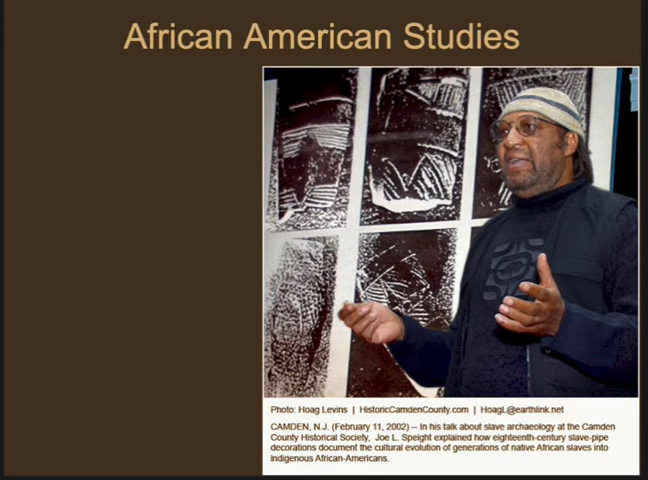 African American Studies
Photo: Hoag Levins | HistoricCamdenCounty.com | HoagL@earthlink.net
CAMDEN, N.J. (February 11, 2002) -- In his talk about slave archaeology at the Camden
County Historical Society, Joe L. Speight explained how eighteenth-century slave-pipe
decorations document the cultural evolution of generations of native African slaves into
indigenous African-Americans.